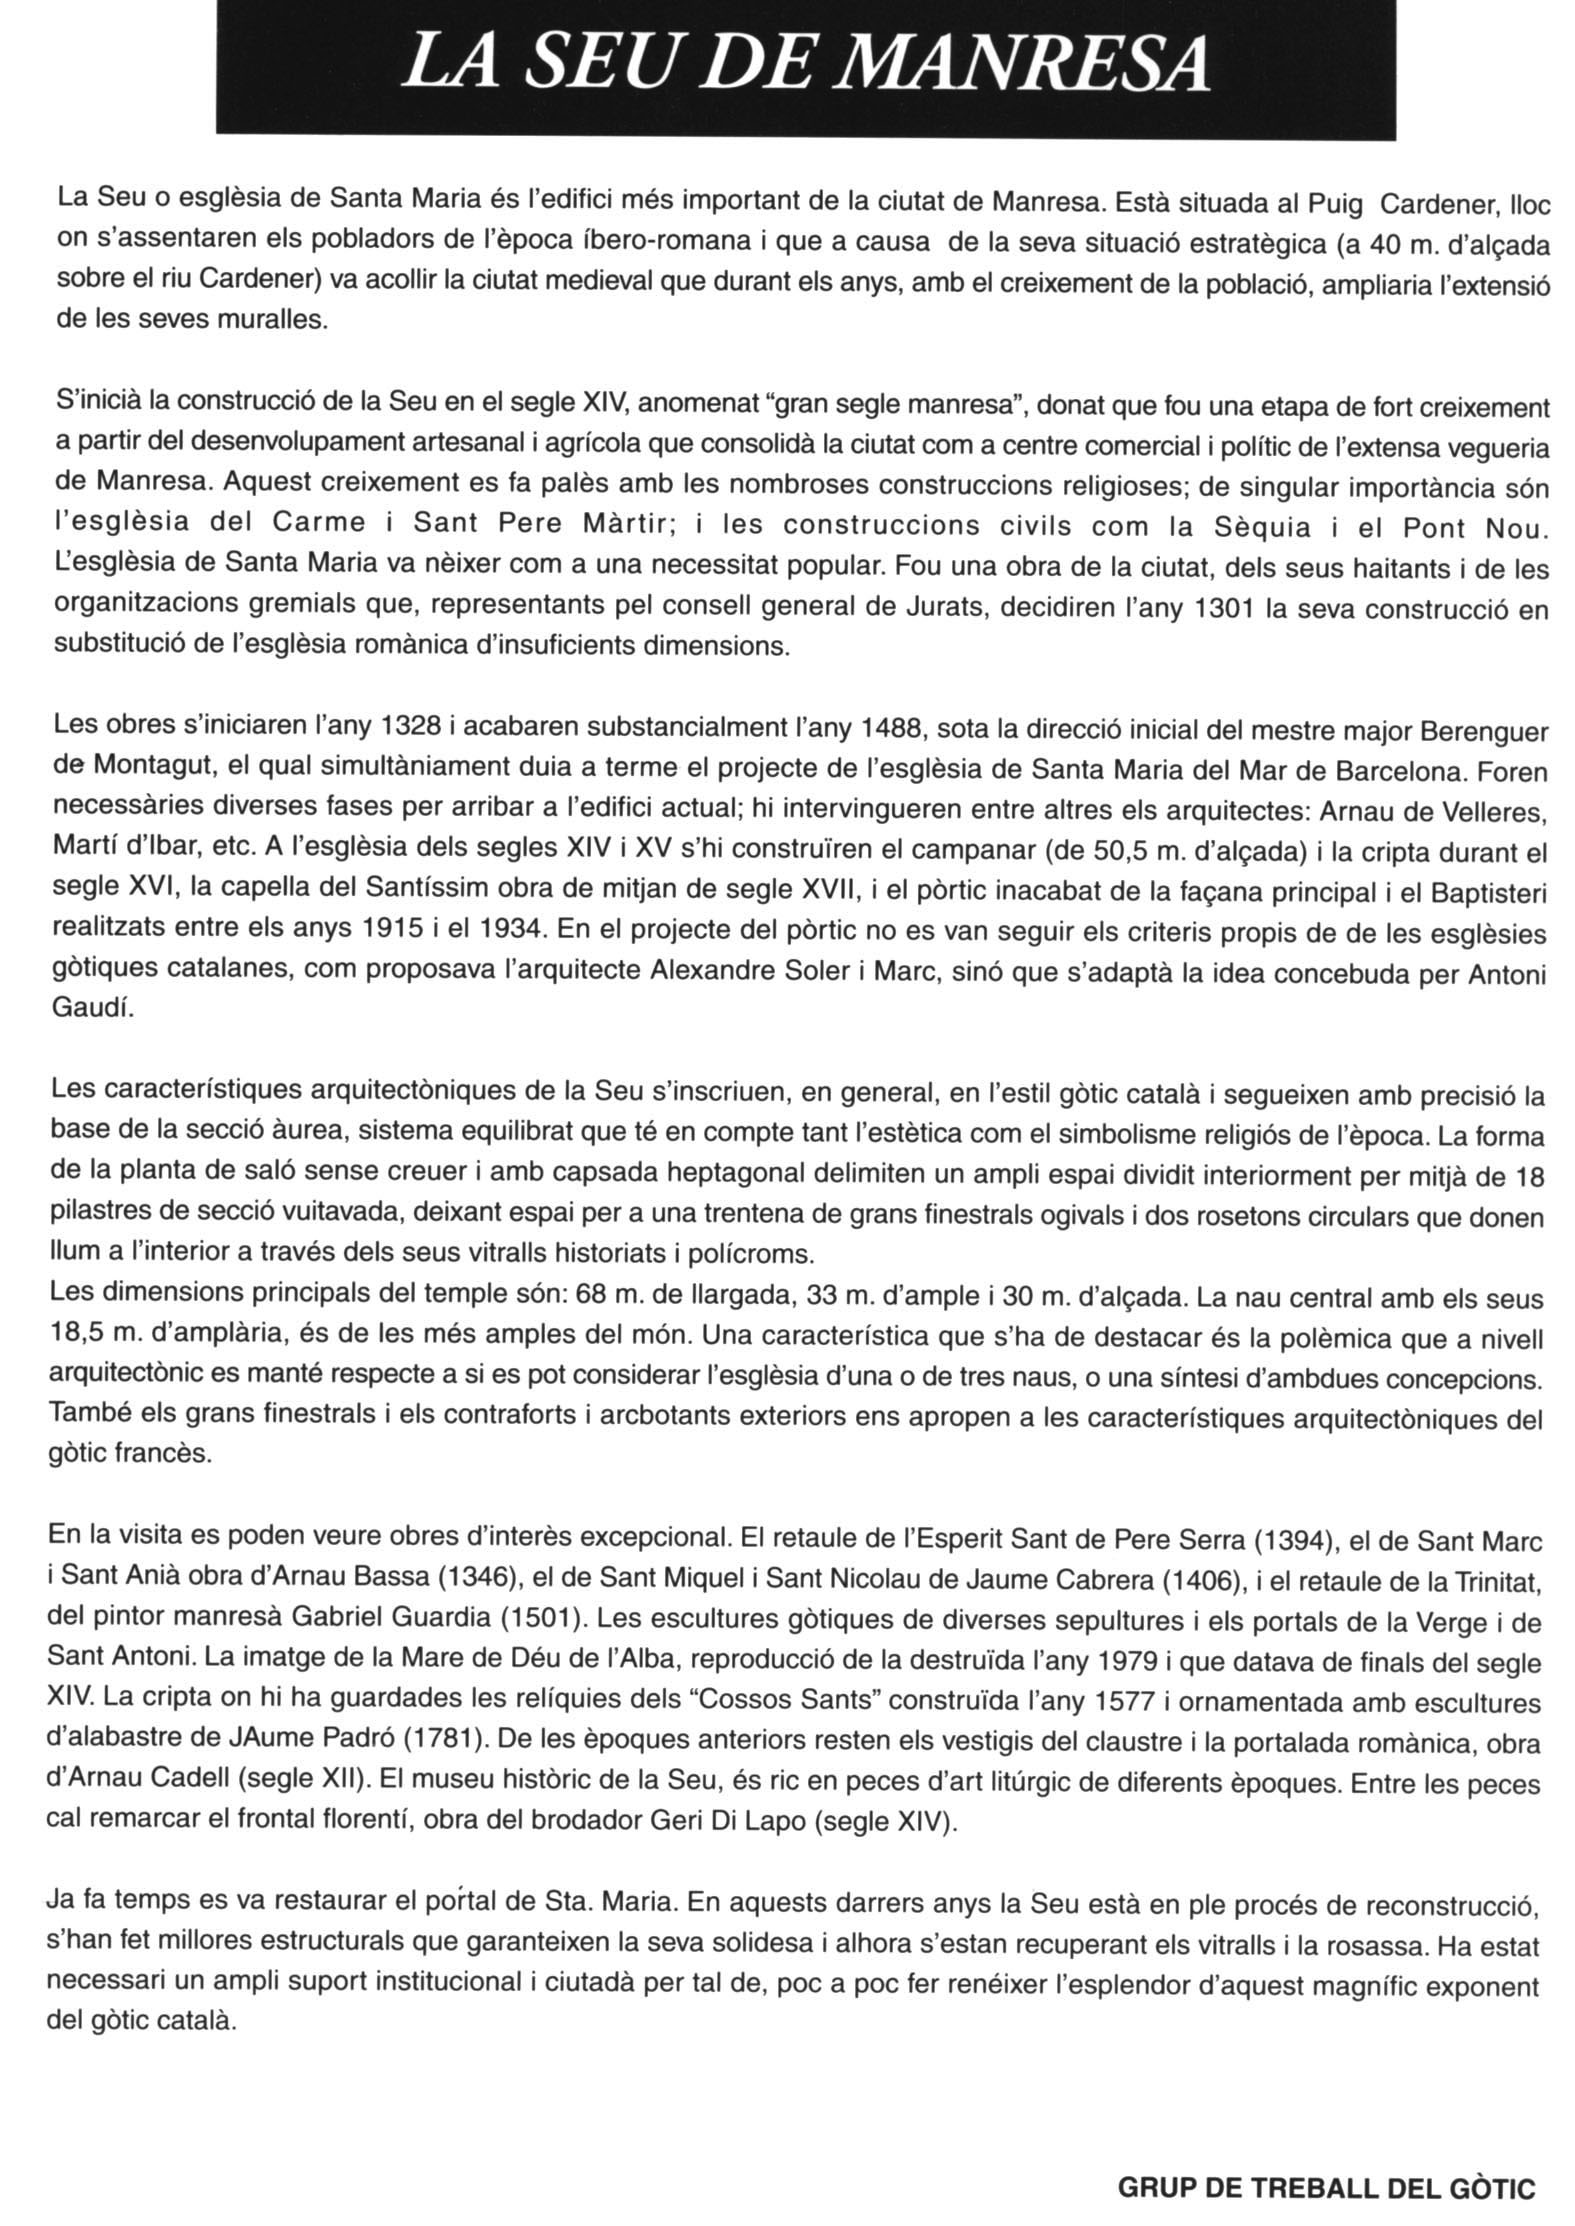 LA SEU DE MANRESA
La Seu o esglèsia de Santa Maria és l'edifici més important de la ciutat de Manresa. Està situada al Puig Cardener, lloc
on s'assentaren els pobladors de l'època íbero-romana i que a causa de la seva situació estratègica (a 40 m. d'alçada
sobre el riu Cardener) va acollir la ciutat medieval que durant els anys, amb el creixement de la població, ampliaria l'extensió
de les seves muralles.
S'inicià la construcció de la Seu en el segle XIV, anomenat “gran segle manresa”, donat que fou una etapa de fort creixement
a partir del desenvolupament artesanal i agrícola que consolidà la ciutat com a centre comercial i polític de l'extensa vegueria
de Manresa. Aquest creixement es fa palès amb les nombroses construccions religioses; de singular importància són
l'esglèsia del Carme i Sant Pere Màrtir; i les construccions civils com la Sèquia i el Pont Nou.
L'esglèsia de Santa Maria va nèixer com a una necessitat popular. Fou una obra de la ciutat, dels seus haitants i de les
organitzacions gremials que, representants pel consell general de Jurats, decidiren l'any 1301 la seva construcció en
substitució de l'esglèsia romànica d'insuficients dimensions.
Les obres s'iniciaren l'any 1328 i acabaren substancialment l'any 1488, sota la direcció inicial del mestre major Berenguer
de Montagut, el qual simultàniament duia a terme el projecte de l'esglèsia de Santa Maria del Mar de Barcelona. Foren
necessàries diverses fases per arribar a l'edifici actual; hi intervingueren entre altres els arquitectes: Arnau de Velleres,
Martí d'Ibar, etc. A l'esglèsia dels segles XIV i XV s'hi construïren el campanar (de 50,5 m. d'alçada) i la cripta durant el
segle XVI, la capella del Santíssim obra de mitjan de segle XVII, i el pòrtic inacabat de la façana principal i el Baptisteri
realitzats entre els anys 1915 i el 1934. En el projecte del pòrtic no es van seguir els criteris propis de de les esglèsies
gòtiques catalanes, com proposava l'arquitecte Alexandre Soler i Marc, sinó que s'adaptà la idea concebuda per Antoni
Gaudí.
Les característiques arquitectòniques de la Seu s'inscriuen, en general, en l'estil gòtic català i segueixen amb precisió la
base de la secció àurea, sistema equilibrat que té en compte tant l'estètica com el simbolisme religiós de l'època. La forma
de la planta de saló sense creuer i amb capsada heptagonal delimiten un ampli espai dividit interiorment per mitjà de 18
pilastres de secció vuitavada, deixant espai per a una trentena de grans finestrals ogivals i dos rosetons circulars que donen
llum a l'interior a través dels seus vitralls historiats i polícroms.
Les dimensions principals del temple són: 68 m. de llargada, 33 m. d'ample i 30 m. d'alçada. La nau central amb els seus
18,5 m. d'amplària, és de les més amples del món. Una característica que s'ha de destacar és la polèmica que a nivell
arquitectònic es manté respecte a si es pot considerar l'esglèsia d'una o de tres naus, o una síntesi d'ambdues concepcions.
També els grans finestrals i els contraforts i arcbotants exteriors ens apropen a les característiques arquitectòniques del
gòtic francès.
En la visita es poden veure obres d'interès excepcional. El retaule de l'Esperit Sant de Pere Serra (1394), el de Sant Marc
i Sant Anià obra d'Arnau Bassa (1346), el de Sant Miquel i Sant Nicolau de Jaume Cabrera (1406), i el retaule de la Trinitat,
del pintor manresà Gabriel Guardia (1501). Les escultures gòtiques de diverses sepultures i els portals de la Verge i de
Sant Antoni. La imatge de la Mare de Déu de l'Alba, reproducció de la destruïda l'any 1979 i que datava de finals del segle
XIV. La cripta on hi ha guardades les relíquies dels “Cossos Sants” construïda l'any 1577 i ornamentada amb escultures
d'alabastre de JAume Padró (1781). De les èpoques anteriors resten els vestigis del claustre i la portalada romànica, obra
d'Arnau Cadell (segle XII). El museu històric de la Seu, és ric en peces d'art litúrgic de diferents èpoques. Entre les peces
cal remarcar el frontal florentí, obra del brodador Geri Di Lapo (segle XIV).
Ja fa temps es va restaurar el portal de Sta. Maria. En aquests darrers anys la Seu està en ple procés de reconstrucció,
s'han fet millores estructurals que garanteixen la seva solidesa i alhora s'estan recuperant els vitralls i la rosassa. Ha estat
necessari un ampli suport institucional i ciutadà per tal de, poc a poc fer renéixer l'esplendor d'aquest magnífic exponent
del gòtic català.
GRUP DE TREBALL DEL GÒTIC